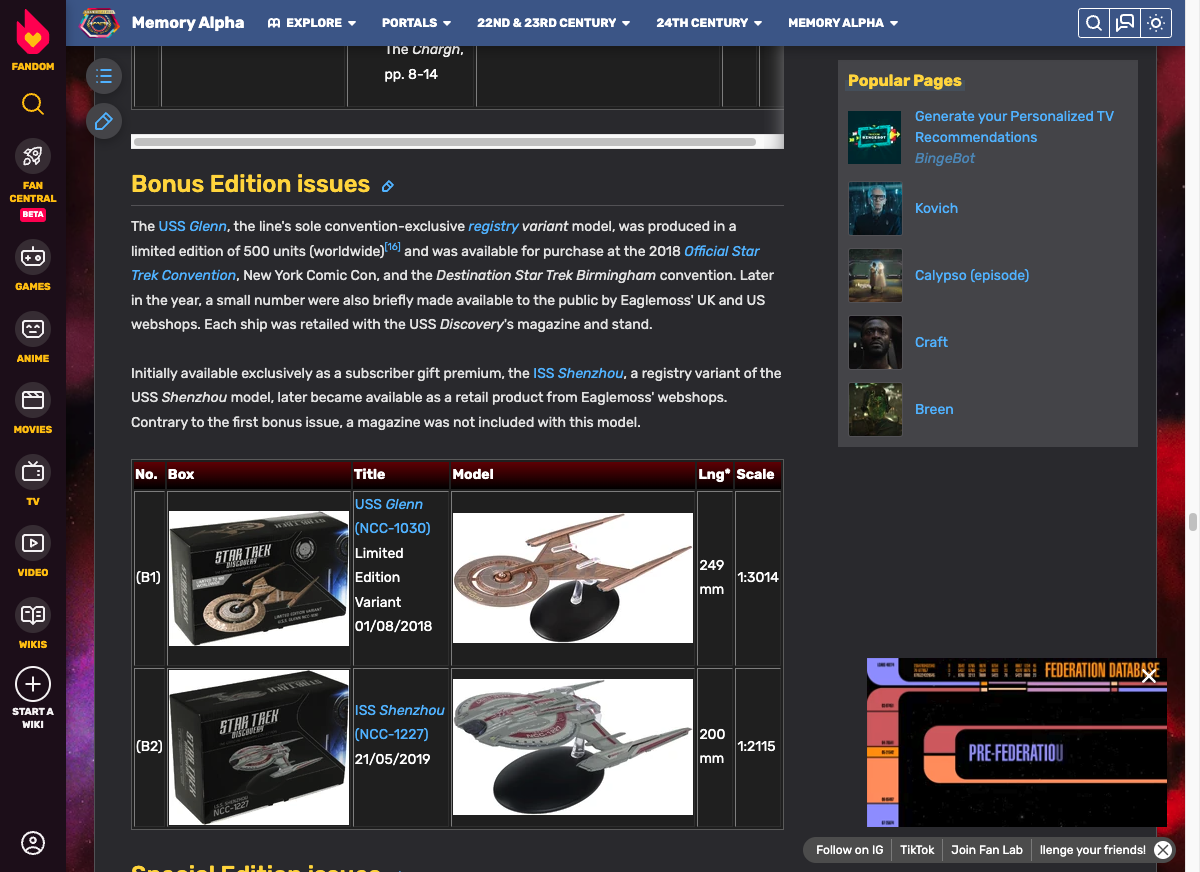 Memory Alpha
EXPLORE
PORTALS
22ND & 23RD CENTURY
24TH CENTURY
MEMORY ALPHA
FANDOM
FAN
CENTRAL
BETA
GAMES
ANIME
MOVIES
TV
VIDEO
WIKIS
START A
WIKI
The Chargh,
pp. 8-14
Bonus Edition issues
The USS Glenn, the line's sole convention-exclusive registry variant model, was produced in a
limited edition of 500 units (worldwide)[16] and was available for purchase at the 2018 Official Star
Trek Convention, New York Comic Con, and the Destination Star Trek Birmingham convention. Later
in the year, a small number were also briefly made available to the public by Eaglemoss' UK and US
webshops. Each ship was retailed with the USS Discovery's magazine and stand.
Initially available exclusively as a subscriber gift premium, the ISS Shenzhou, a registry variant of the
USS Shenzhou model, later became available as a retail product from Eaglemoss' webshops.
Contrary to the first bonus issue, a magazine was not included with this model.
No. Box Title Model Lng* Scale
(B1)
STAR TREK
DISCOVERY
USS Glenn
(NCC-1030)
Limited
Edition
Variant
01/08/2018
249
mm
1:3014
(B2)
STAR TREK
DISCOVERY
NCC-1227
ISS Shenzhou
(NCC-1227)
21/05/2019
200
mm
1:2115
Special Edition issues
Popular Pages
Generate your Personalized TV
Recommendations
BingeBot
Kovich
Calypso (episode)
Craft
Breen
FEDERATION DATABASE
PRE-FEDERATIOU
Follow on IG
TikTok
Join Fan Lab
llenge your friends!